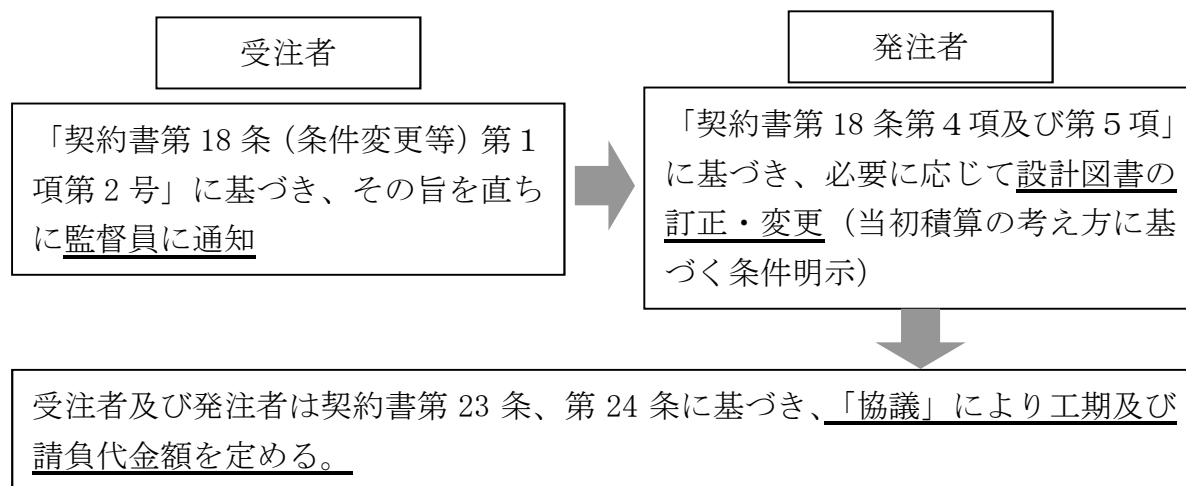 受注者
「契約書第 18 条（条件変更等）第１
項第２号」に基づき、その旨を直ち
に監督員に通知
発注者
「契約書第 18 条第４項及び第５項」
に基づき、必要に応じて設計図書の
訂正・変更（当初積算の考え方に基
づく条件明示）
受注者及び発注者は契約書第 23 条、第 24 条に基づき、「協議」により工期及び
請負代金額を定める。